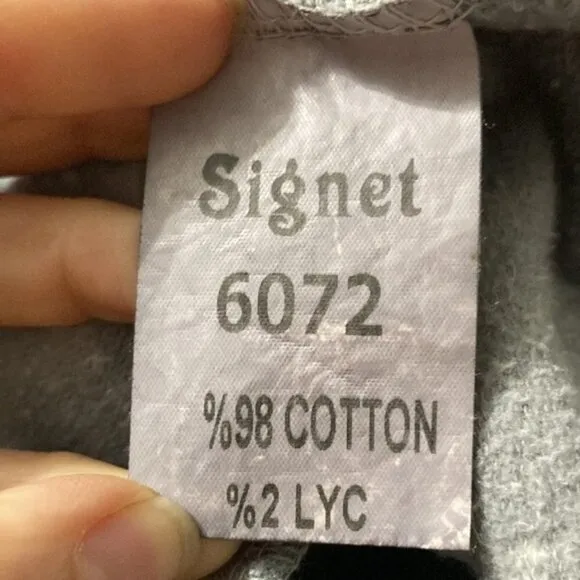 Signet
6072
%98 COTTON
%2 LYC